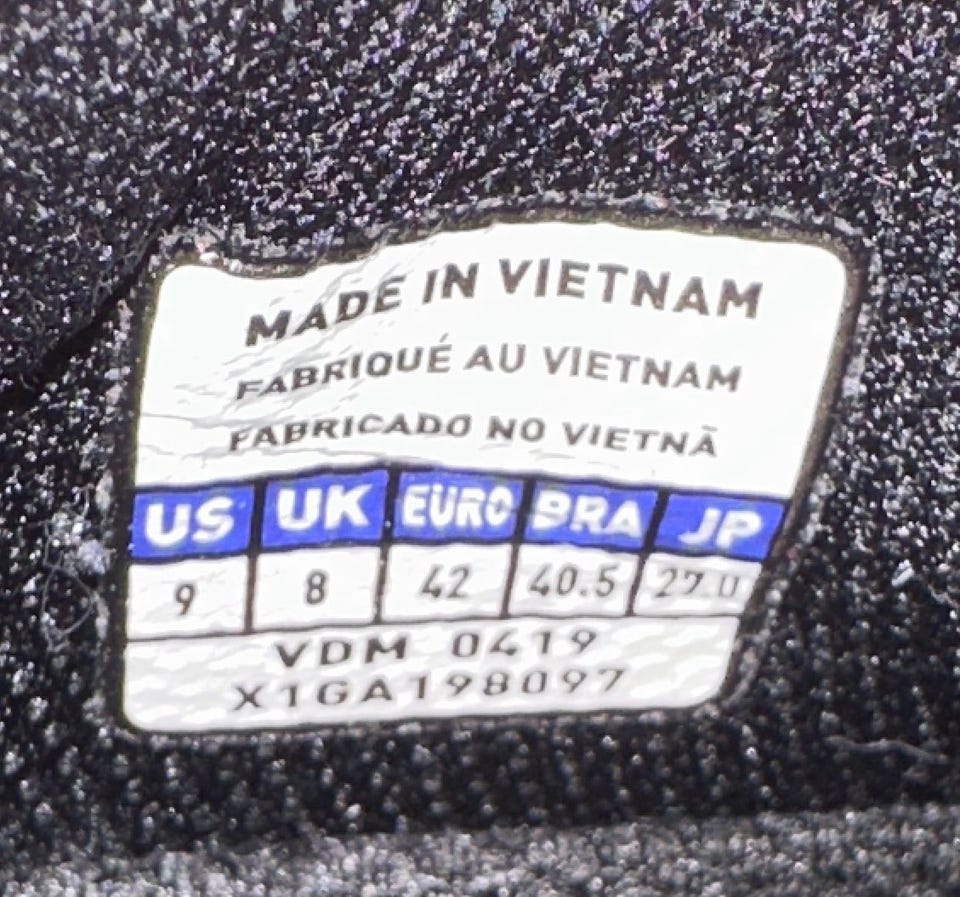 MADE IN VIETNAM
FABRIQUÉ AU VIETNAM
FABRICADO NO VIETNÃ
US UK EURO BRA JP
9 8 42 40.5 27.0
VDM 0419
X1GA198097